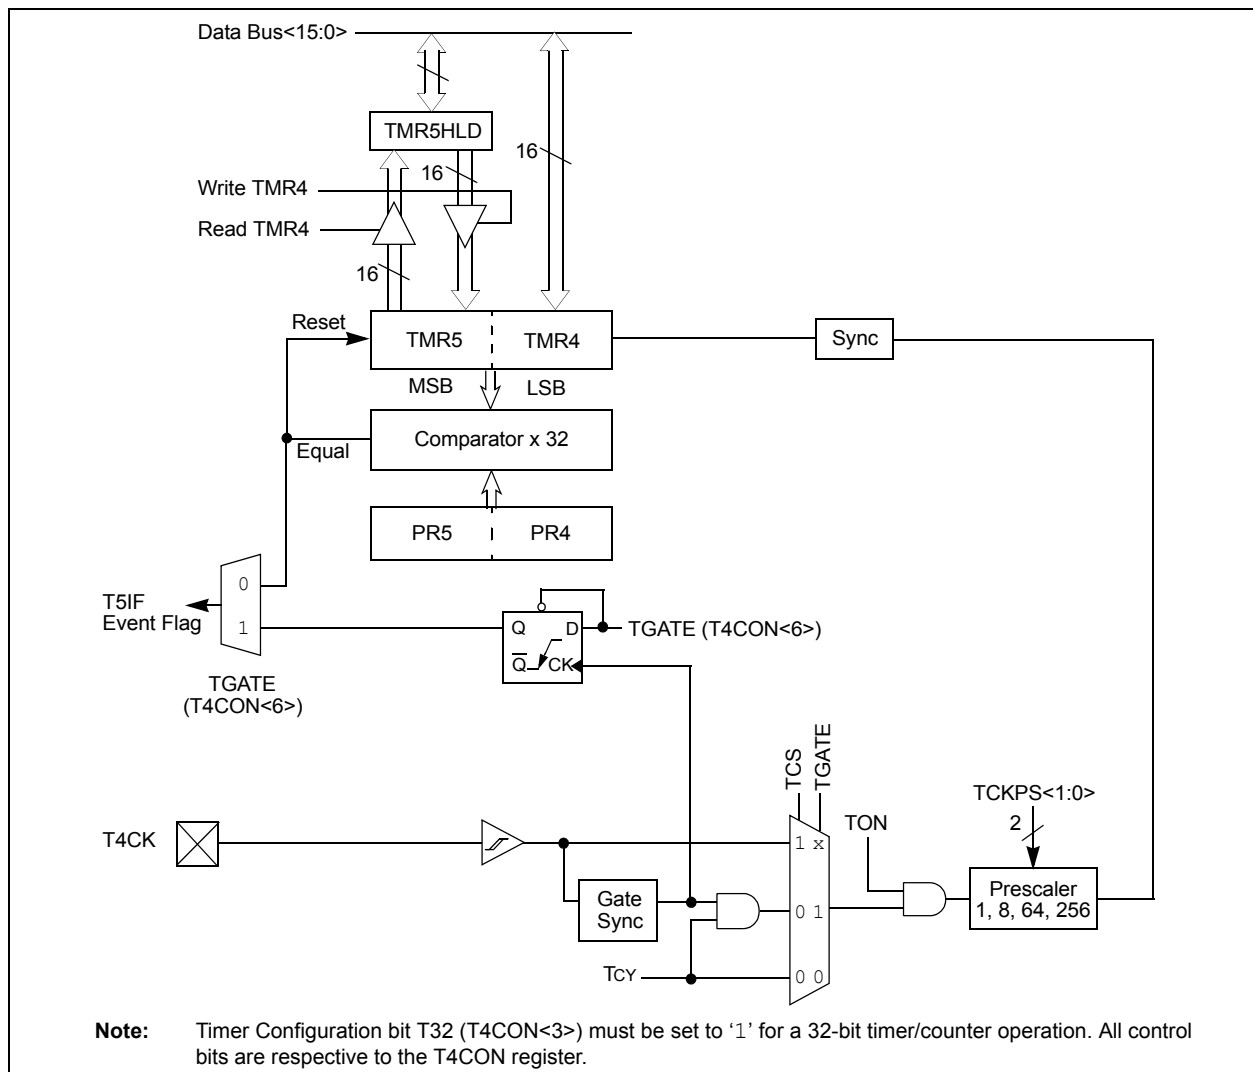 Data Bus<15:0>
TMR5HLD
16
16
Write TMR4
Read TMR4
16
Reset
TMR5
TMR4
Sync
MSB
LSB
Equal
Comparator x 32
PR5
PR4
0
T5IF
Event Flag
1
Q
D
TGATE (T4CON<6>)
Q
CK
TGATE
(T4CON<6>)
TCS
TGATE
TCKPS<1:0>
2
TON
T4CK
1 x
Prescaler
1, 8, 64, 256
Gate
Sync
0 1
TCY
0 0
Note: Timer Configuration bit T32 (T4CON<3>) must be set to ‘1’ for a 32-bit timer/counter operation. All control
bits are respective to the T4CON register.